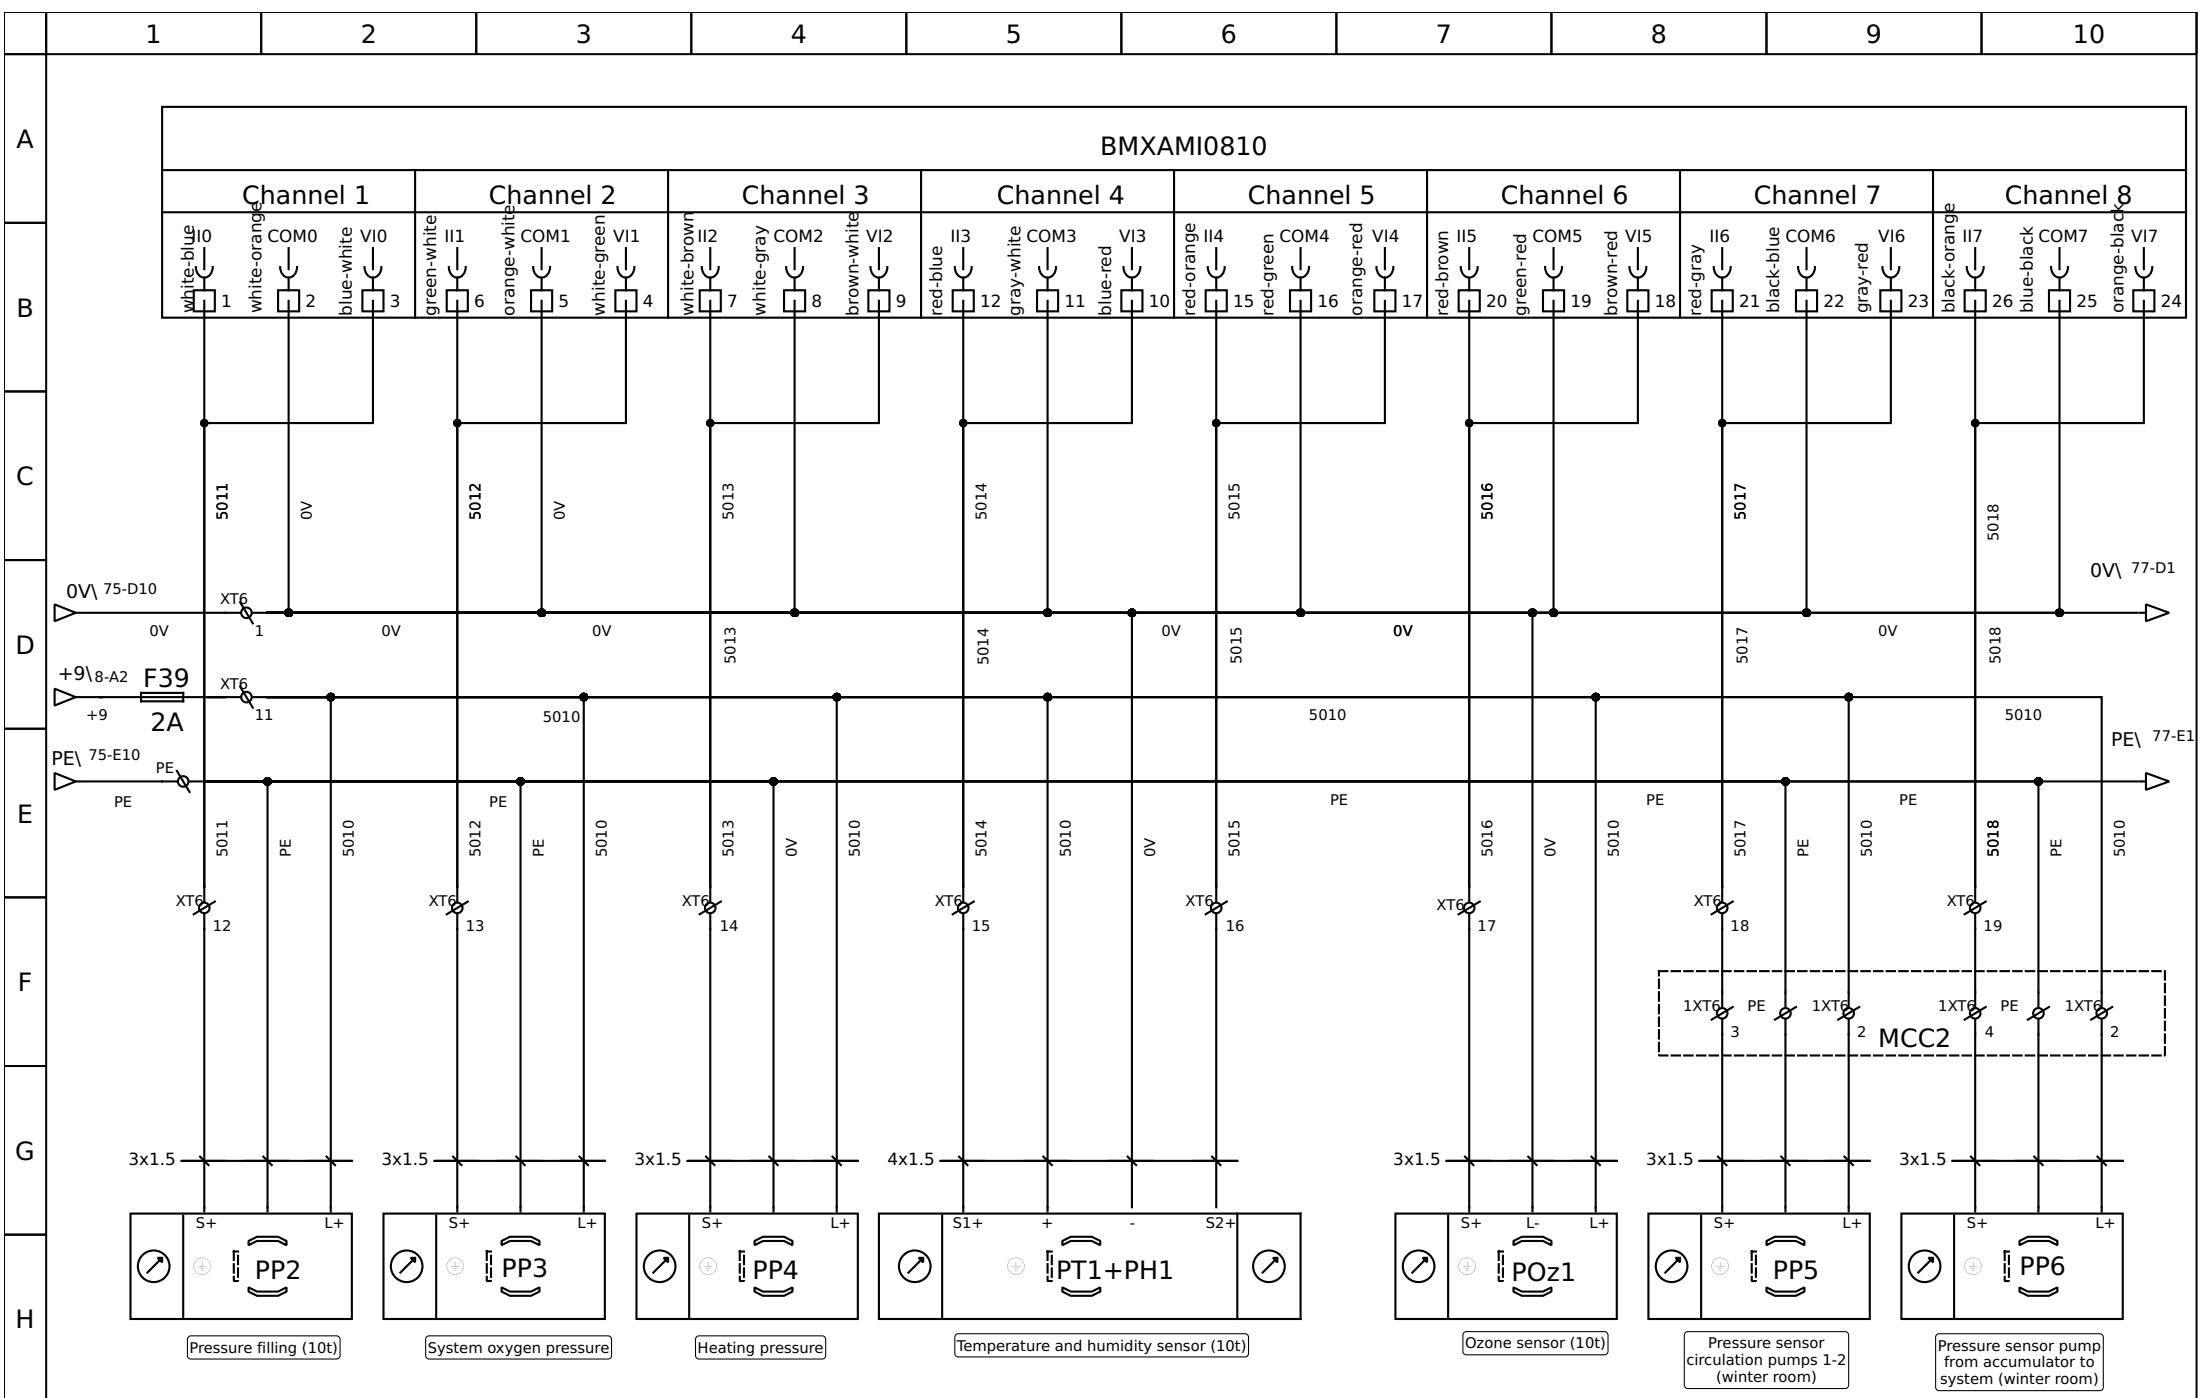 1 2 3 4 5 6 7 8 9 10
A
BMXAMI0810
Channel 1 Channel 2 Channel 3 Channel 4 Channel 5 Channel 6 Channel 7 Channel 8
B
II0 COM0 VI0 II1 COM1 VI1 II2 COM2 VI2 II3 COM3 VI3 II4 COM4 VI4 II5 COM5 VI5 II6 COM6 VI6 II7 COM7 VI7
white-blue white-orange blue-white green-white orange-white white-green white-brown white-gray brown-white red-blue gray-white blue-red red-orange red-green orange-red red-brown green-red brown-red red-gray black-blue gray-red black-orange blue-black orange-black
1 2 3 6 5 4 7 8 9 12 11 10 15 16 17 20 19 18 21 22 23 26 25 24
C
5011 0V 5012 0V 5013 5014 5015 5016 5017 5018
D
0V\ 75-D10 XT6 0V\ 77-D1
0V 1 0V 0V 0V 0V 0V
5013 5014 5015 5017 5018
+9\ 8-A2 F39 XT6
+9 2A 11 5010 5010 5010
PE\ 75-E10 PE PE\ 77-E1
E
PE PE PE PE PE
5011 PE 5010 5012 PE 5010 5013 0V 5010 5014 5010 0V 5015 5016 0V 5010 5017 PE 5010 5018 PE 5010
F
XT6 XT6 XT6 XT6 XT6 XT6 XT6 XT6
12 13 14 15 16 17 18 19
1XT6 PE 1XT6 1XT6 PE 1XT6
3 2 MCC2 4 2
G
3x1.5 3x1.5 3x1.5 4x1.5 3x1.5 3x1.5 3x1.5
S+ L+ S+ L+ S+ L+ S1+ + - S2+ S+ L- L+ S+ L+ S+ L+
H
PP2 PP3 PP4 PT1+PH1 POz1 PP5 PP6
Pressure filling (10t)
System oxygen pressure
Heating pressure
Temperature and humidity sensor (10t)
Ozone sensor (10t)
Pressure sensor
circulation pumps 1-2
(winter room)
Pressure sensor pump
from accumulator to
system (winter room)